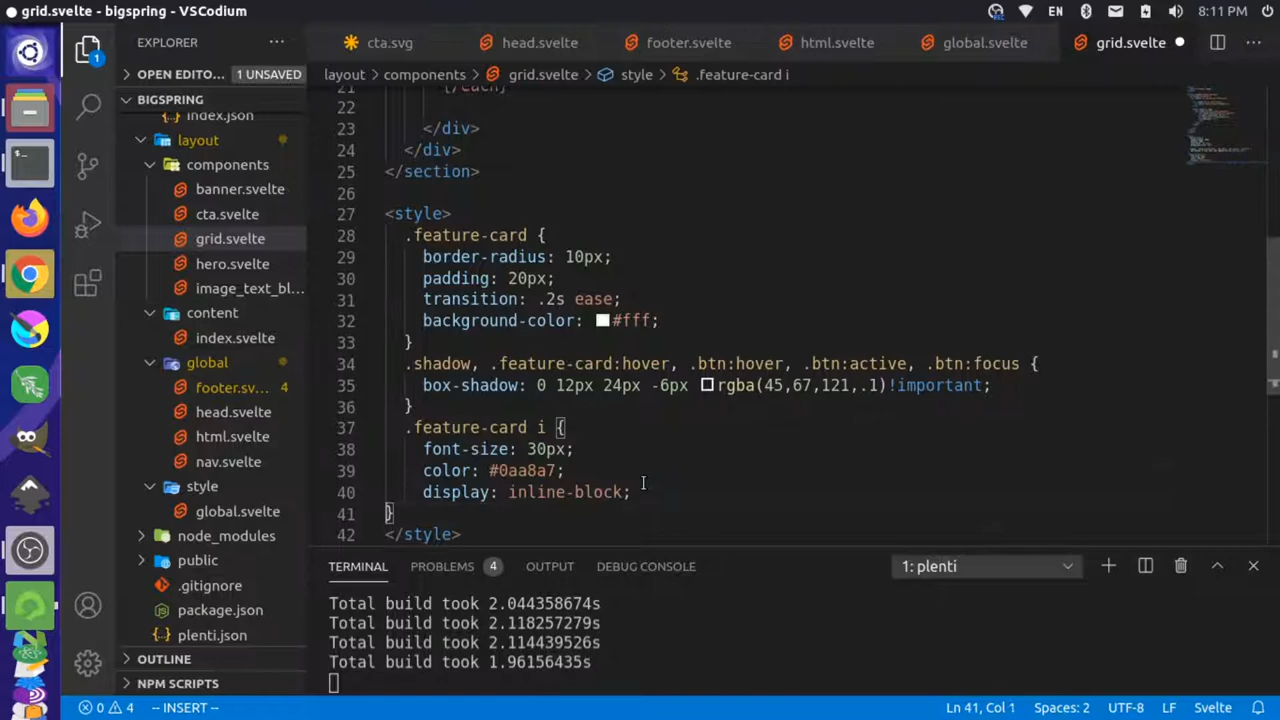 grid.svelte - bigspring - VSCodium
EN
8:11 PM
EXPLORER
cta.svg
head.svelte
footer.svelte
html.svelte
global.svelte
grid.svelte
OPEN EDITO... 1 UNSAVED
layout
components
grid.svelte
style
.feature-card i
BIGSPRING
index.json
layout
components
banner.svelte
cta.svelte
grid.svelte
hero.svelte
image_text_bl...
content
index.svelte
global
footer.sv... 4
head.svelte
html.svelte
nav.svelte
style
global.svelte
node_modules
public
.gitignore
package.json
plenti.json
OUTLINE
NPM SCRIPTS
21 {/each}
22
23 </div>
24 </div>
25 </section>
26
27 <style>
28 .feature-card {
29 border-radius: 10px;
30 padding: 20px;
31 transition: .2s ease;
32 background-color: #fff;
33 }
34 .shadow, .feature-card:hover, .btn:hover, .btn:active, .btn:focus {
35 box-shadow: 0 12px 24px -6px rgba(45,67,121,.1)!important;
36 }
37 .feature-card i {
38 font-size: 30px;
39 color: #0aa8a7;
40 display: inline-block;
41 }
42 </style>
TERMINAL PROBLEMS 4 OUTPUT DEBUG CONSOLE 1: plenti
Total build took 2.044358674s
Total build took 2.118257279s
Total build took 2.114439526s
Total build took 1.96156435s
0 4 -- INSERT -- Ln 41, Col 1 Spaces: 2 UTF-8 LF Svelte